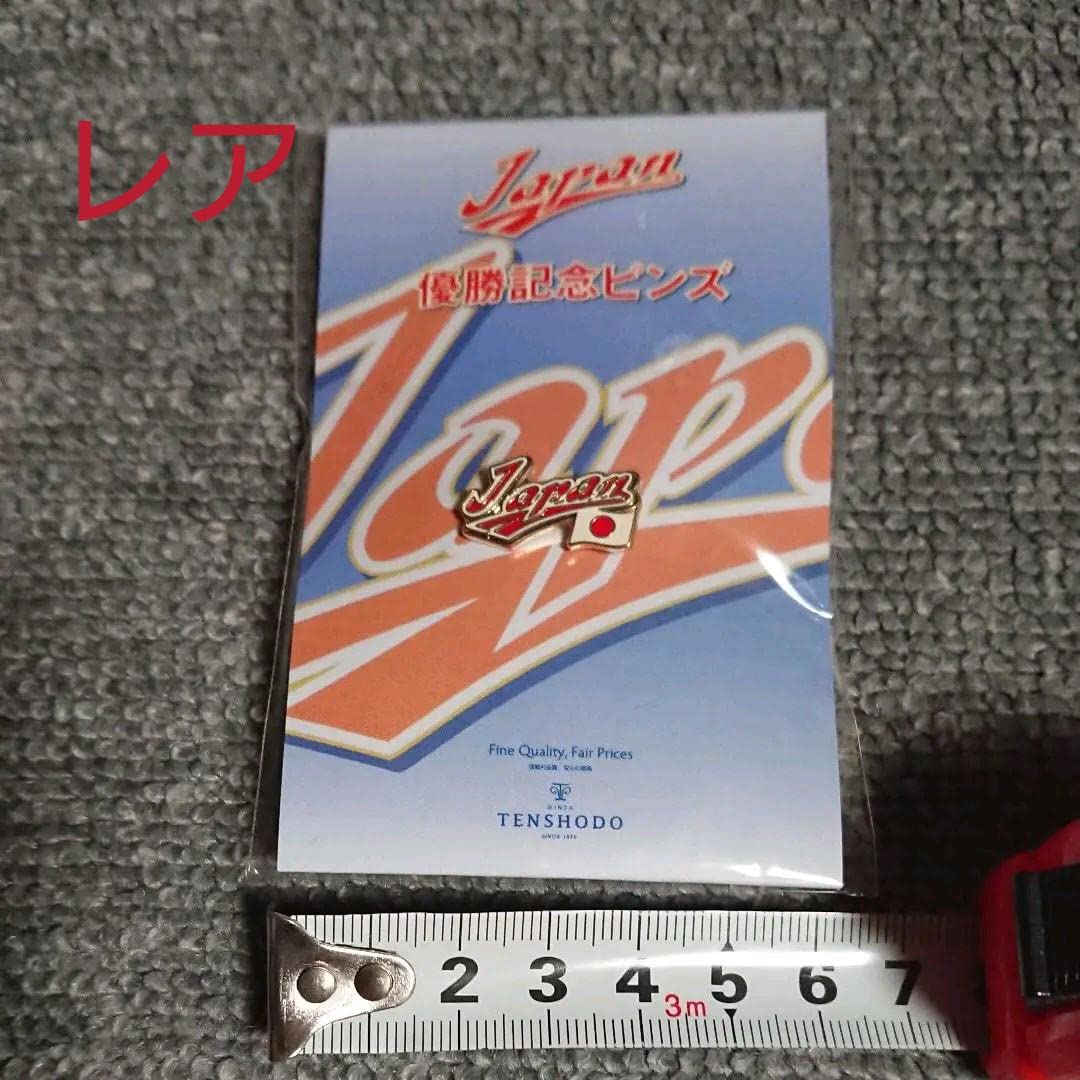 レア
Japan
優勝記念ピンズ
Japa
Japan
Fine Quality, Fair Prices
GINZA
TENSHODO
SINCE 1879
2 3 4 3m 5 6 7